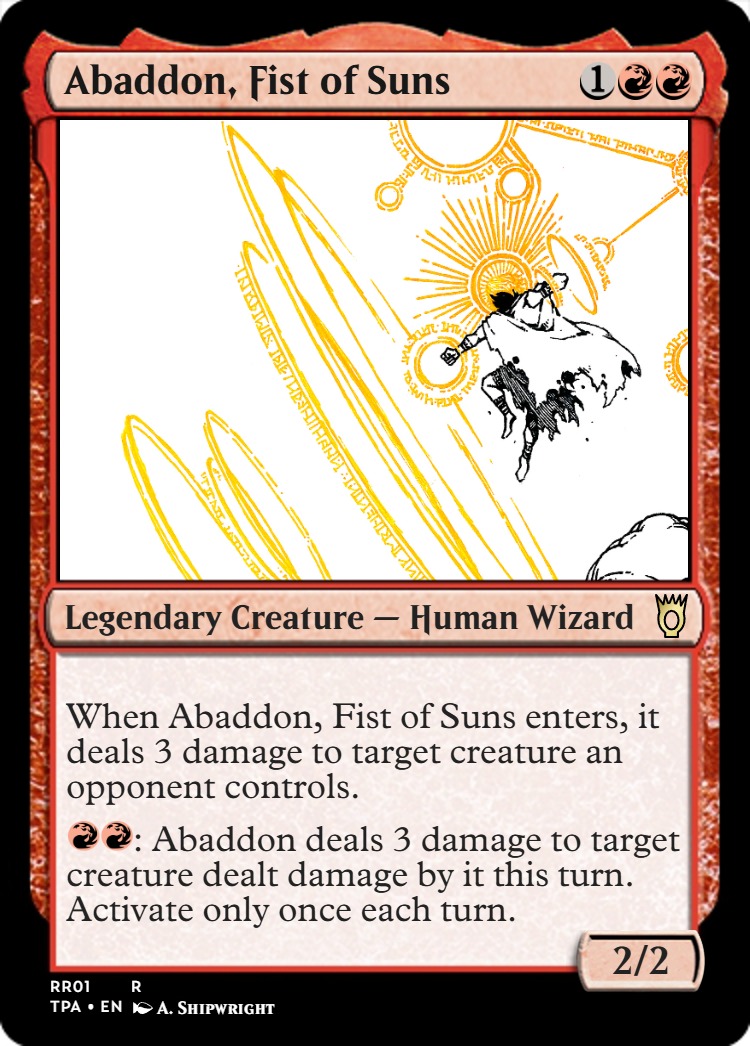 Abaddon, Fist of Suns 1
Legendary Creature — Human Wizard
When Abaddon, Fist of Suns enters, it
deals 3 damage to target creature an
opponent controls.
: Abaddon deals 3 damage to target
creature dealt damage by it this turn.
Activate only once each turn.
2/2
RR01 R
TPA • EN A. Shipwright